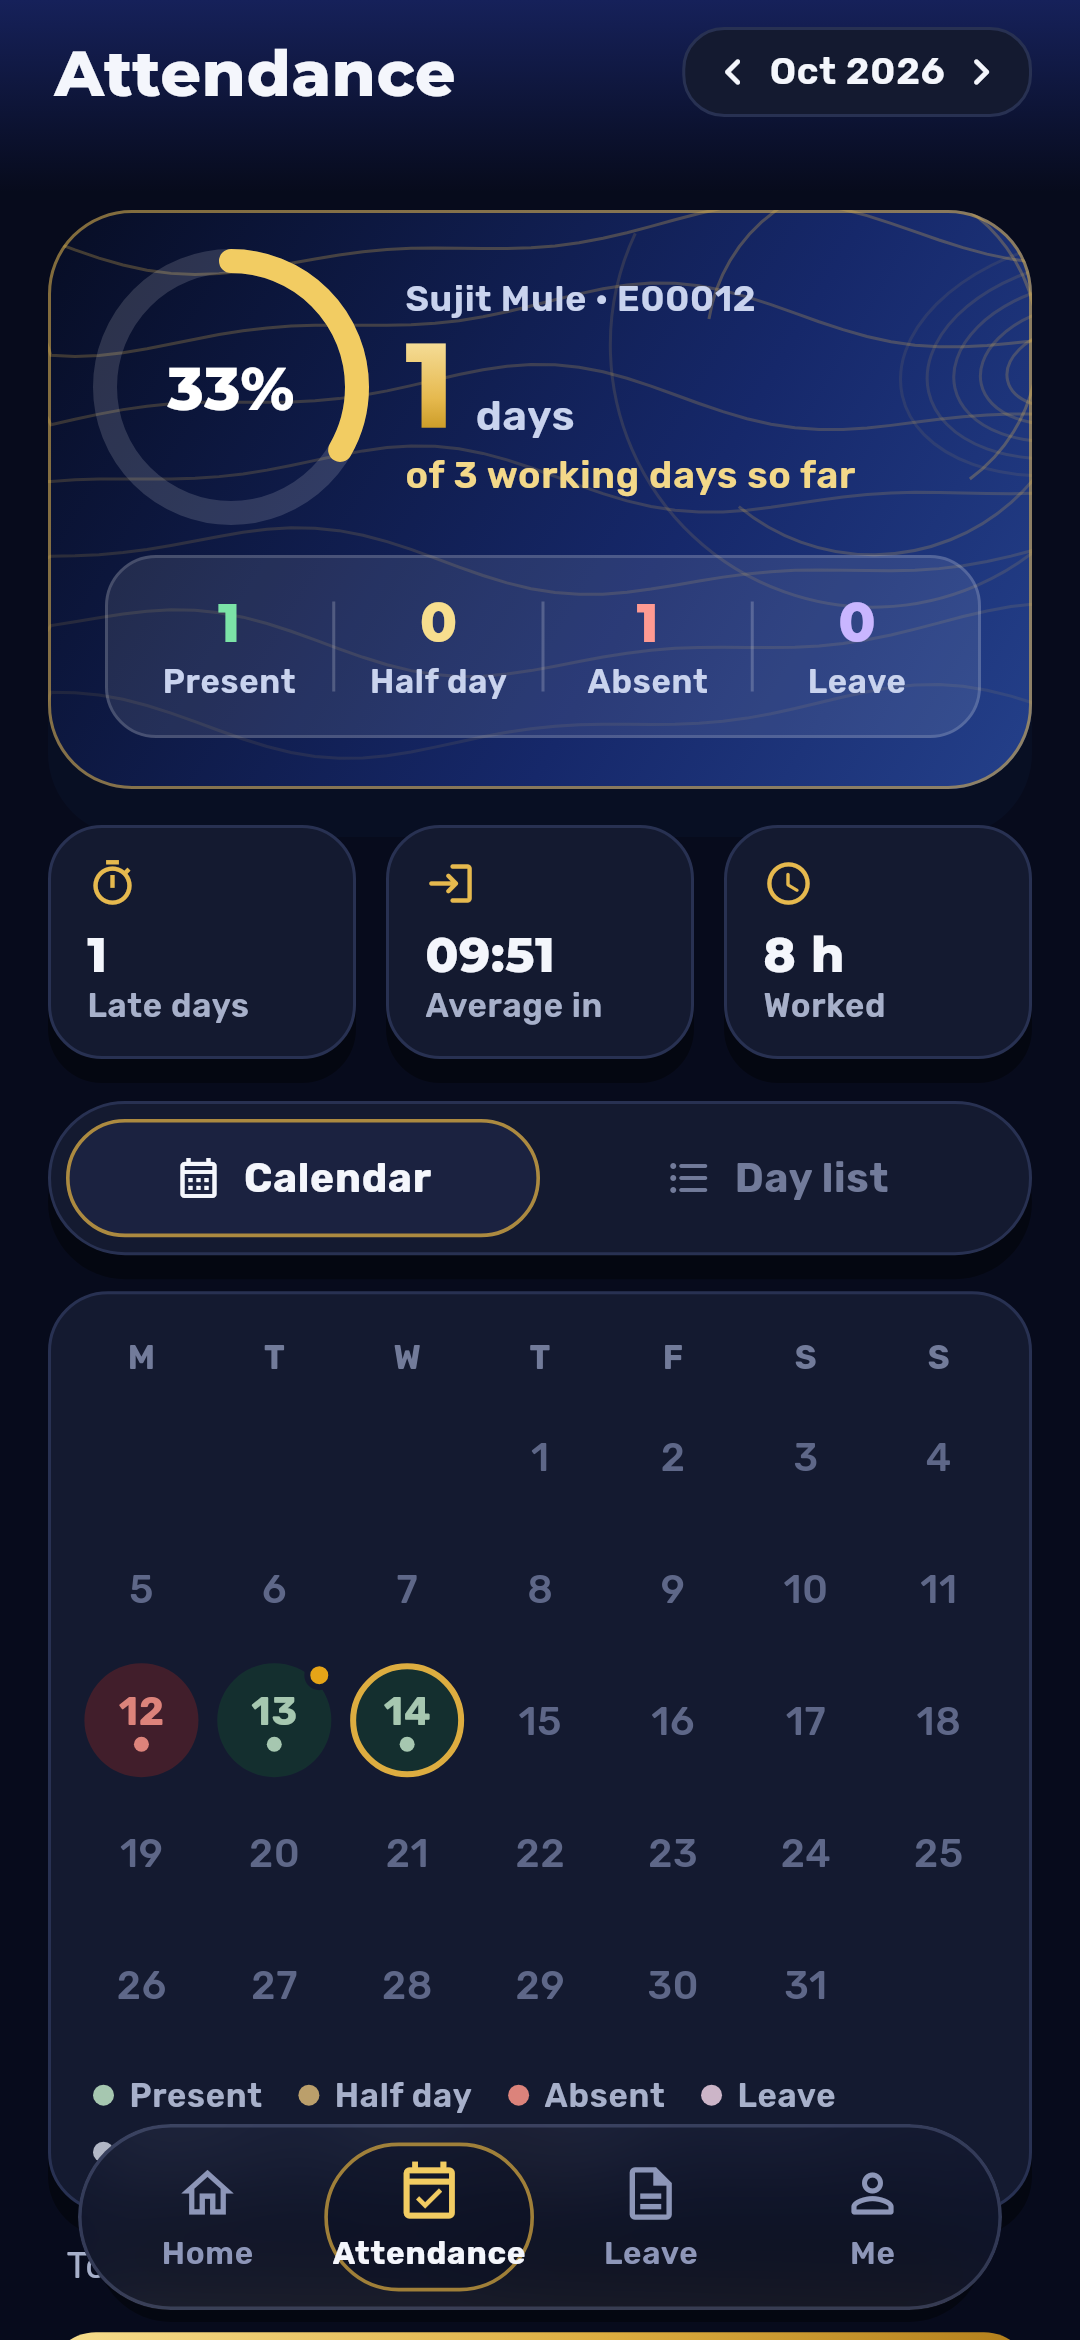 Attendance
Oct 2026
33%
Sujit Mule • E00012
1 days
of 3 working days so far
1 0 1 0
Present Half day Absent Leave
1 09:51 8 h
Late days Average in Worked
Calendar Day list
M T W T F S S
1 2 3 4
5 6 7 8 9 10 11
12 13 14 15 16 17 18
19 20 21 22 23 24 25
26 27 28 29 30 31
Present Half day Absent Leave
Home Attendance Leave Me